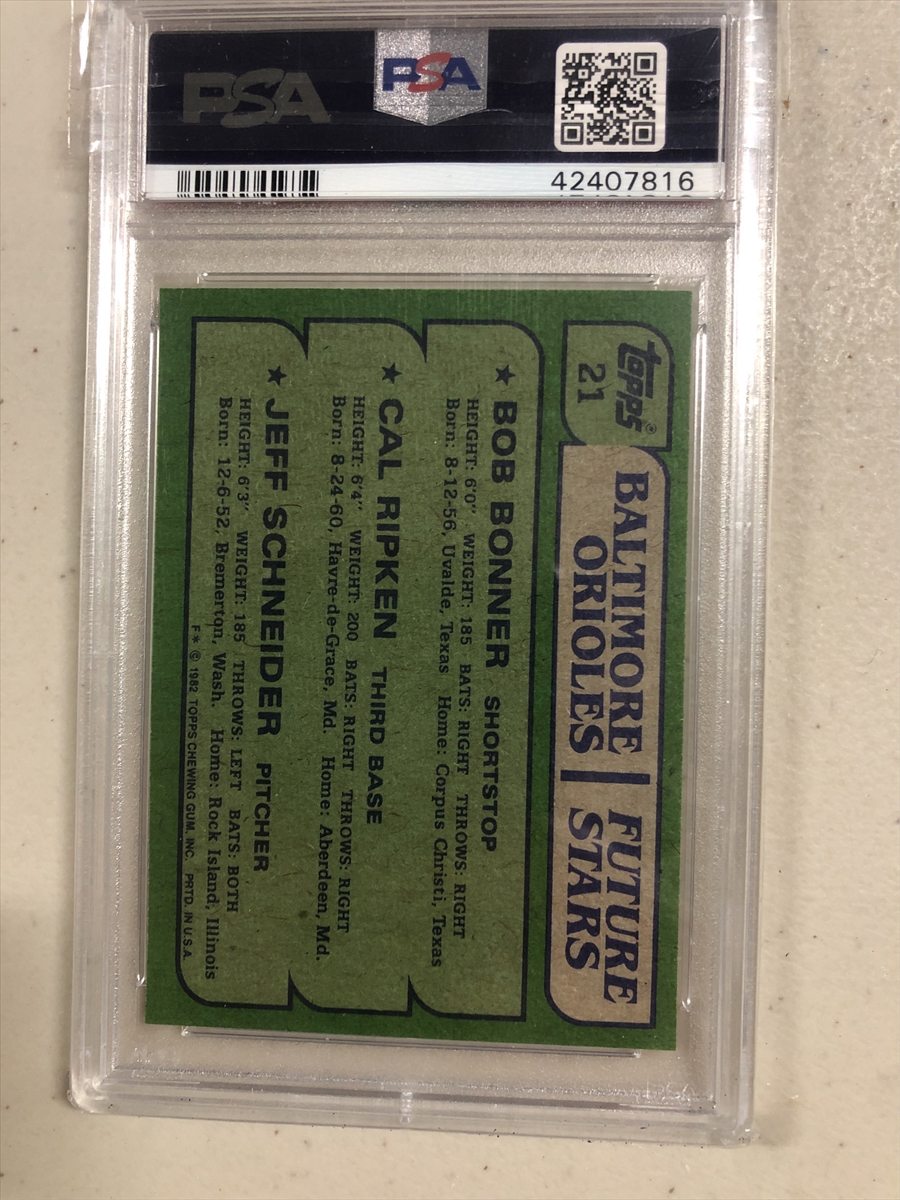 PSA
PSA
42407816
topps®
21
BALTIMORE ORIOLES | FUTURE STARS
★ BOB BONNER SHORTSTOP
HEIGHT: 6'0" WEIGHT: 185 BATS: RIGHT THROWS: RIGHT
Born: 8-12-56, Uvalde, Texas Home: Corpus Christi, Texas
★ CAL RIPKEN THIRD BASE
HEIGHT: 6'4" WEIGHT: 200 BATS: RIGHT THROWS: RIGHT
Born: 8-24-60, Havre-de-Grace, Md. Home: Aberdeen, Md.
★ JEFF SCHNEIDER PITCHER
HEIGHT: 6'3" WEIGHT: 185 THROWS: LEFT BATS: BOTH
Born: 12-6-52, Bremerton, Wash. Home: Rock Island, Illinois
F* © 1982 TOPPS CHEWING GUM, INC. PRTD. IN U.S.A.